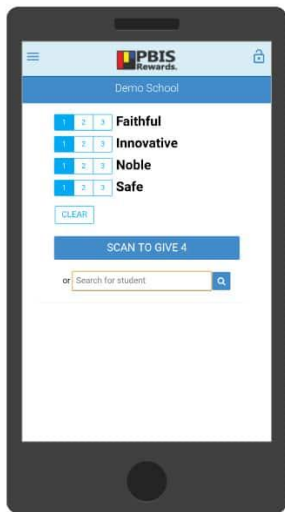 PBIS
Rewards.
Demo School
1 2 3 Faithful
1 2 3 Innovative
1 2 3 Noble
1 2 3 Safe
CLEAR
SCAN TO GIVE 4
or Search for student